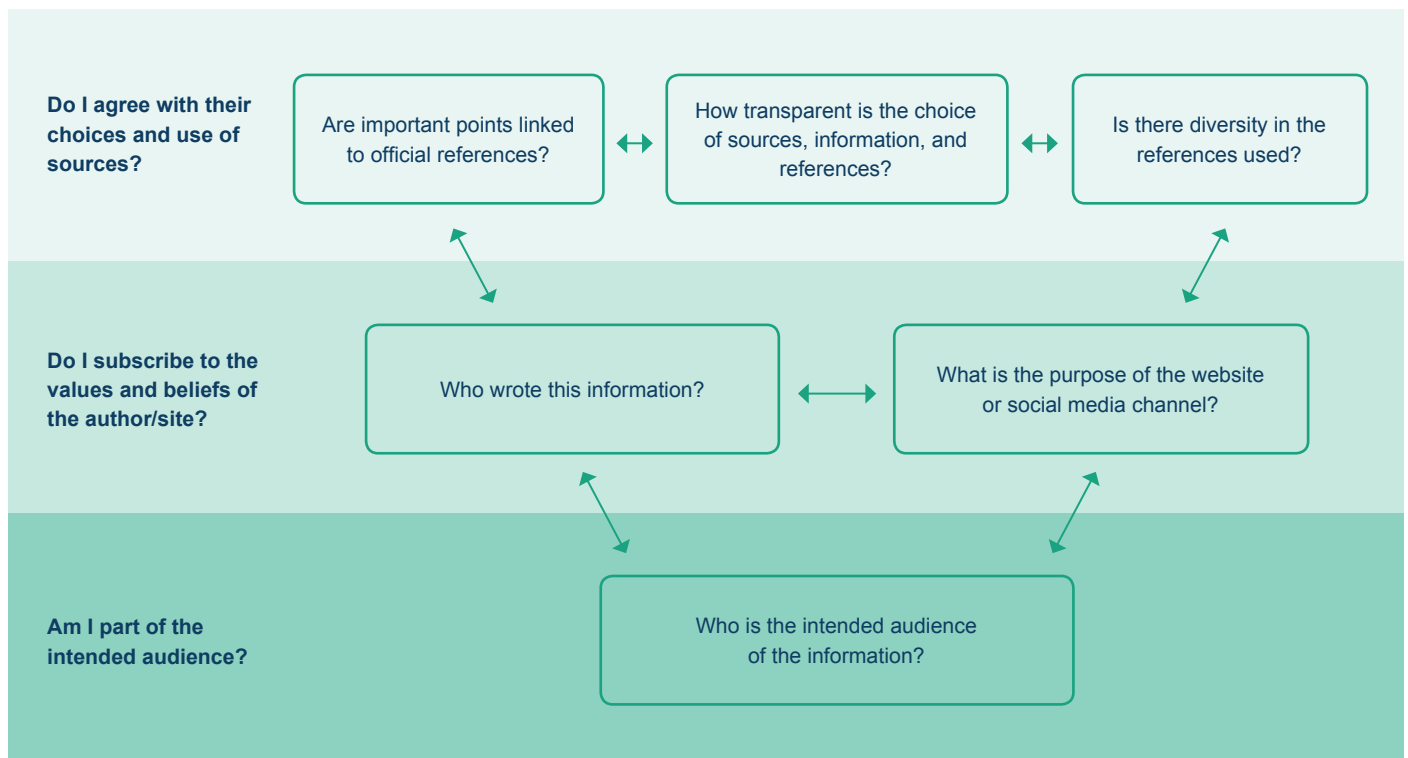 Do I agree with their
choices and use of
sources?
Are important points linked
to official references?
How transparent is the choice
of sources, information, and
references?
Is there diversity in the
references used?
Do I subscribe to the
values and beliefs of
the author/site?
Who wrote this information?
What is the purpose of the website
or social media channel?
Am I part of the
intended audience?
Who is the intended audience
of the information?